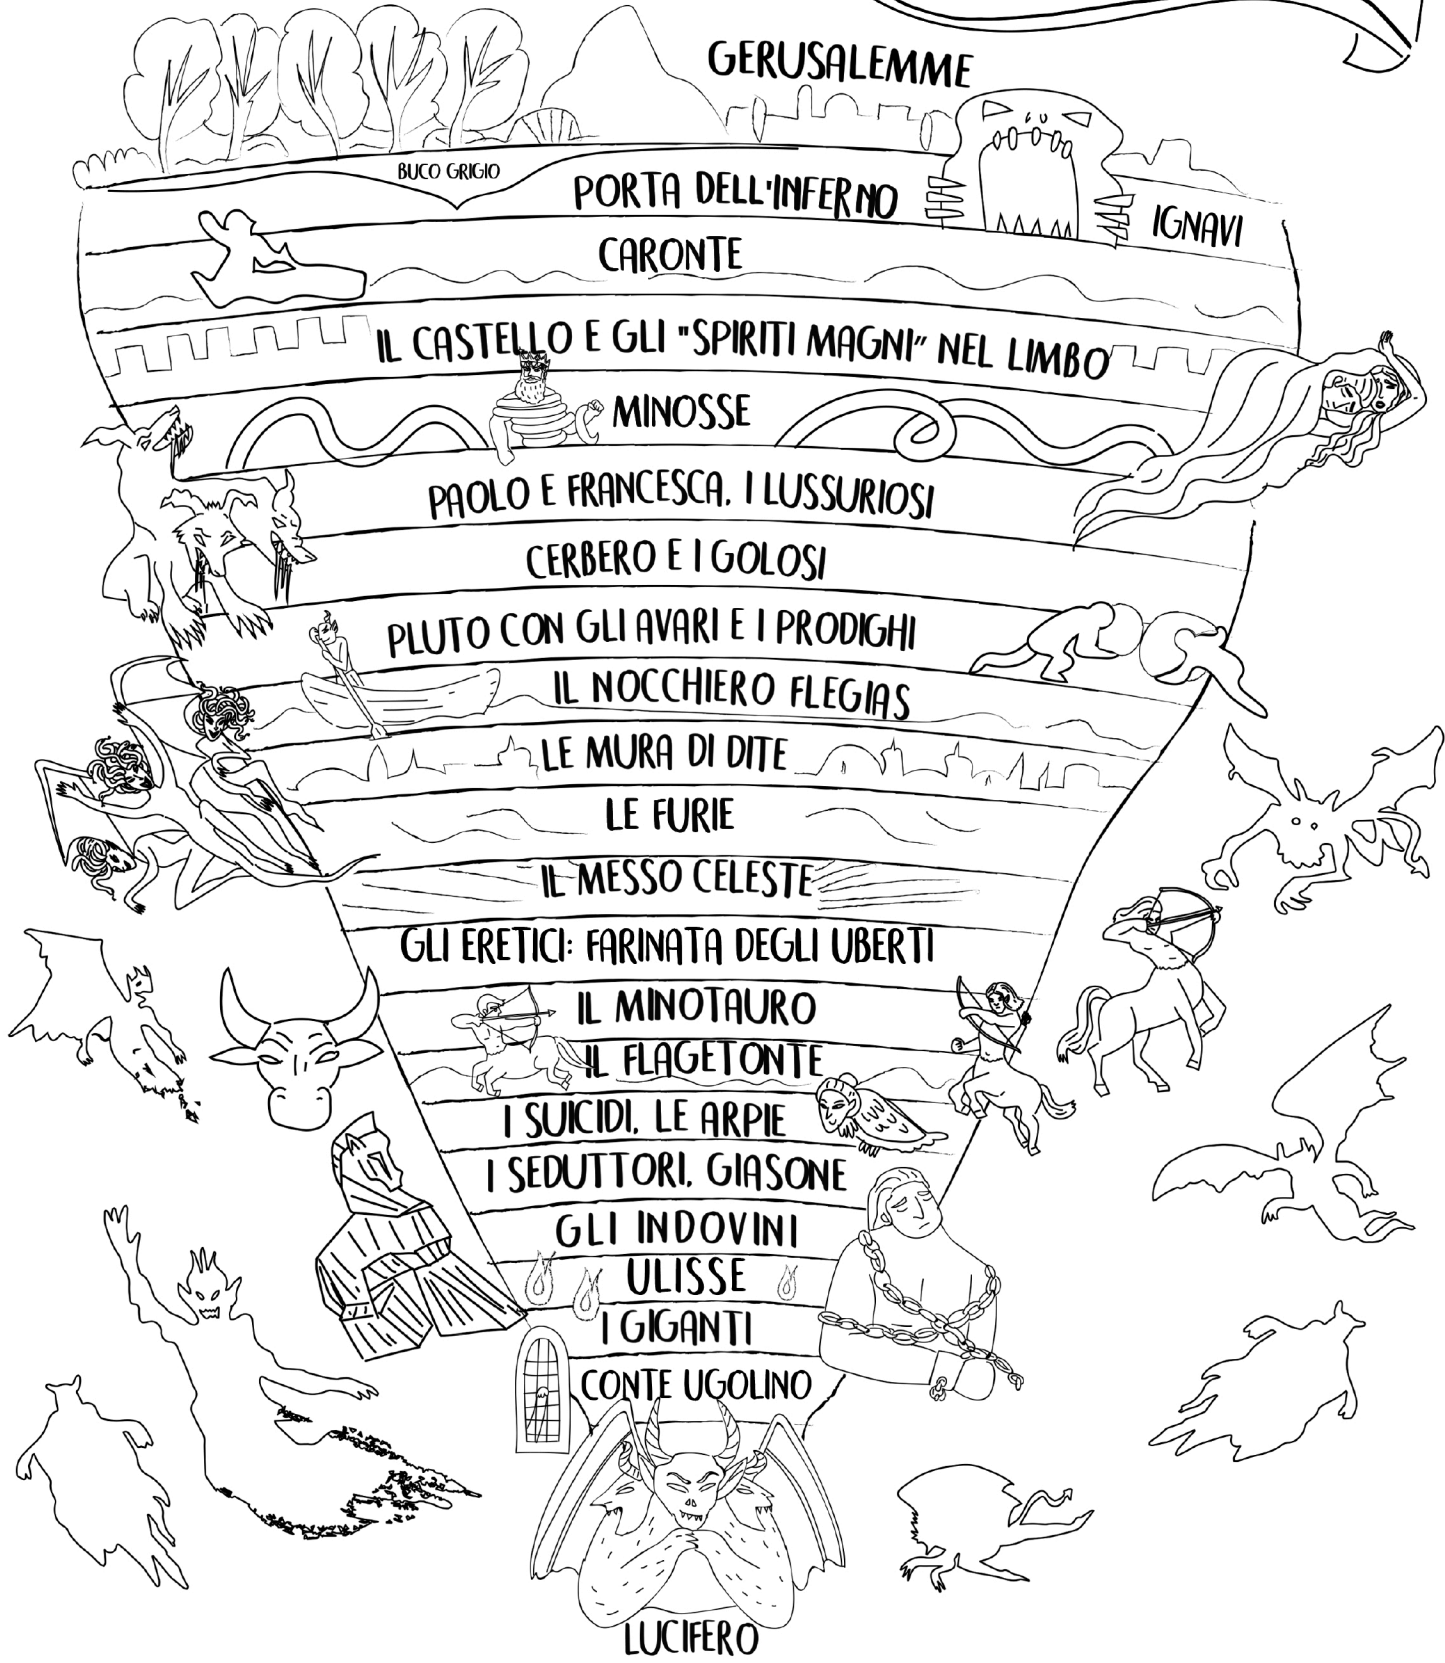 GERUSALEMME
BUCO GRIGIO
PORTA DELL'INFERNO
IGNAVI
CARONTE
IL CASTELLO E GLI "SPIRITI MAGNI" NEL LIMBO
MINOSSE
PAOLO E FRANCESCA, I LUSSURIOSI
CERBERO E I GOLOSI
PLUTO CON GLI AVARI E I PRODIGHI
IL NOCCHIERO FLEGIAS
LE MURA DI DITE
LE FURIE
IL MESSO CELESTE
GLI ERETICI: FARINATA DEGLI UBERTI
IL MINOTAURO
IL FLAGETONTE
I SUICIDI, LE ARPIE
I SEDUTTORI, GIASONE
GLI INDOVINI
ULISSE
I GIGANTI
CONTE UGOLINO
LUCIFERO